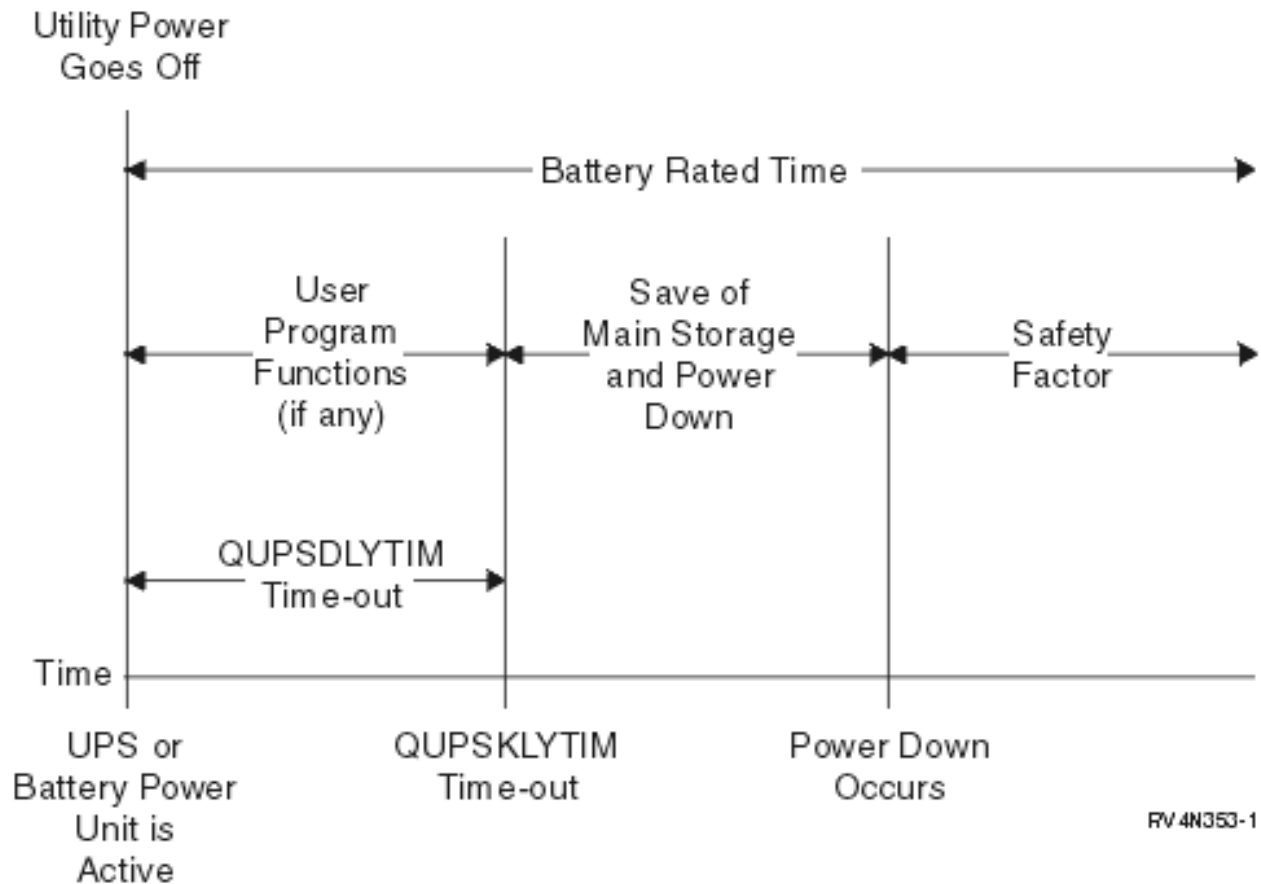 Utility Power
Goes Off
Battery Rated Time
User
Program
Functions
(if any)
Save of
Main Storage
and Power
Down
Safety
Factor
QUPSDLYTIM
Time-out
Time
UPS or
Battery Power
Unit is
Active
QUPSKLYTIM
Time-out
Power Down
Occurs
RV4N353-1